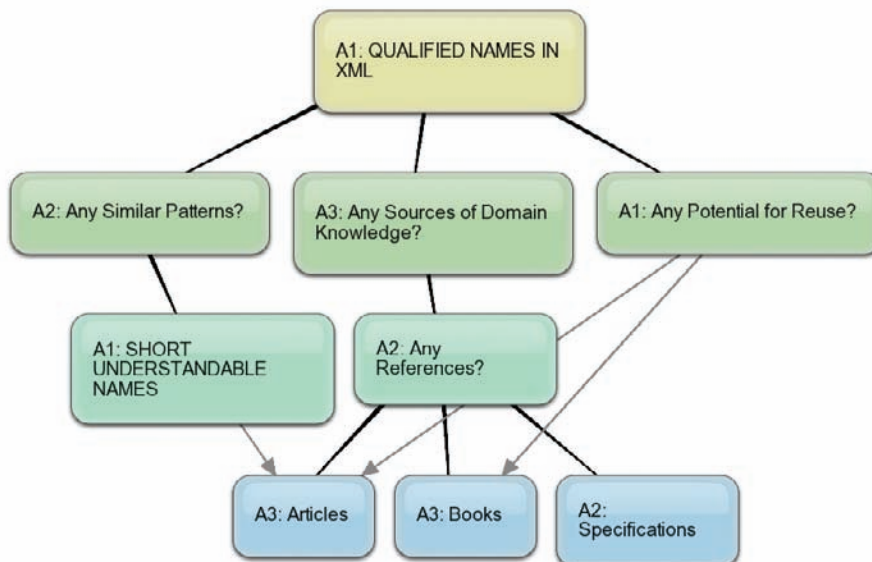 A1: QUALIFIED NAMES IN
XML
A2: Any Similar Patterns?
A3: Any Sources of Domain
Knowledge?
A1: Any Potential for Reuse?
A1: SHORT
UNDERSTANDABLE
NAMES
A2: Any
References?
A3: Articles
A3: Books
A2:
Specifications